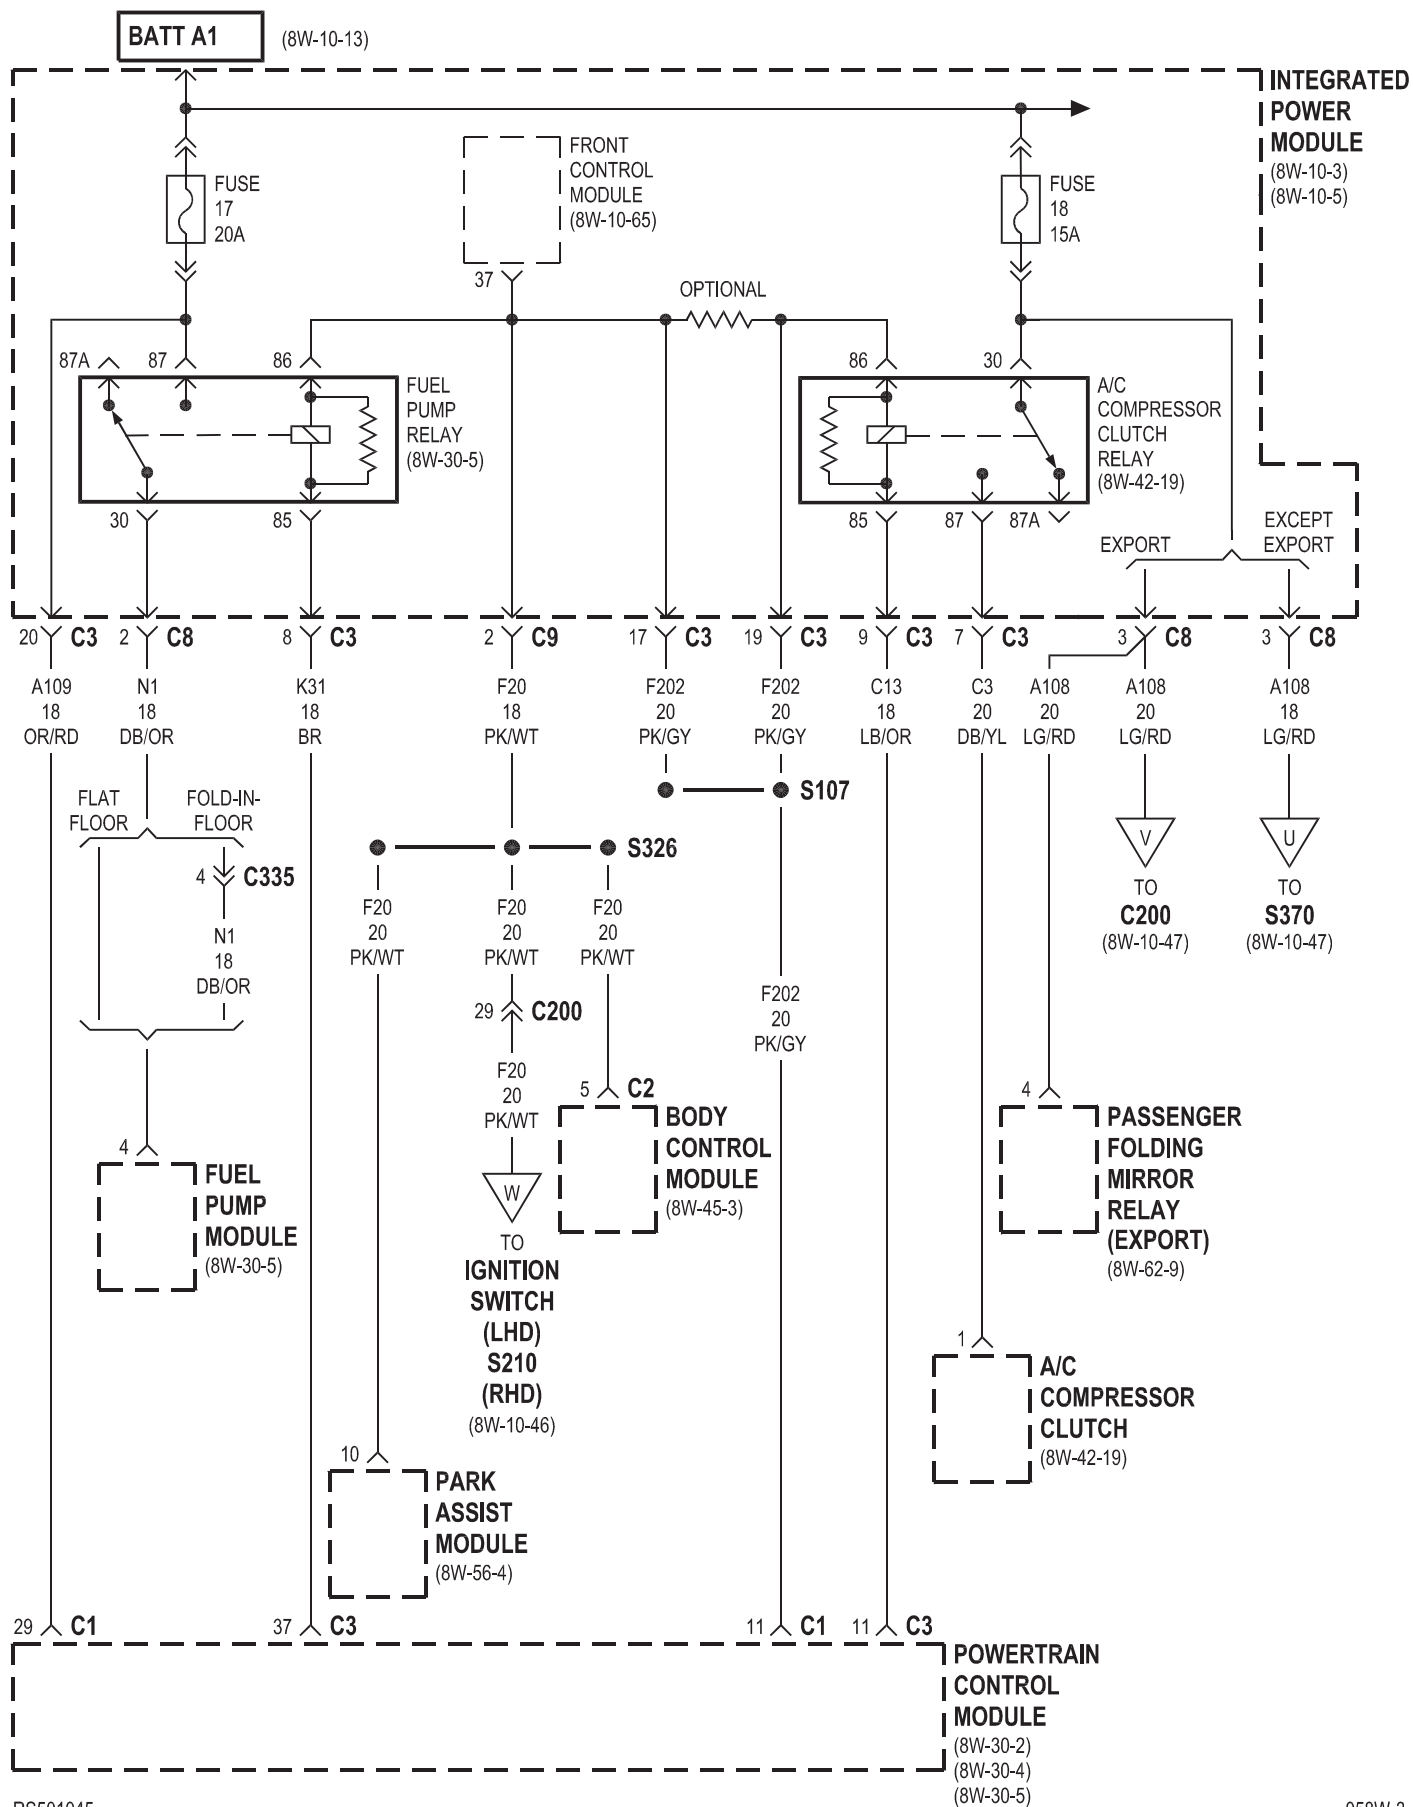 BATT A1 (8W-10-13)
INTEGRATED
POWER
MODULE
(8W-10-3)
(8W-10-5)
FUSE
17
20A
FRONT
CONTROL
MODULE
(8W-10-65)
37
FUSE
18
15A
OPTIONAL
87A 87 86
FUEL
PUMP
RELAY
(8W-30-5)
30 85
86 30
A/C
COMPRESSOR
CLUTCH
RELAY
(8W-42-19)
85 87 87A
EXPORT
EXCEPT
EXPORT
20 C3 2 C8 8 C3 2 C9 17 C3 19 C3 9 C3 7 C3 3 C8 3 C8
A109 N1 K31 F20 F202 F202 C13 C3 A108 A108 A108
18 18 18 18 20 20 18 20 20 20 18
OR/RD DB/OR BR PK/WT PK/GY PK/GY LB/OR DB/YL LG/RD LG/RD LG/RD
S107
FLAT
FLOOR
FOLD-IN-
FLOOR
4 C335
N1
18
DB/OR
S326
F20 F20 F20
20 20 20
PK/WT PK/WT PK/WT
V
TO
C200
(8W-10-47)
U
TO
S370
(8W-10-47)
29 C200
F20
20
PK/WT
F202
20
PK/GY
5 C2
BODY
CONTROL
MODULE
(8W-45-3)
4
PASSENGER
FOLDING
MIRROR
RELAY
(EXPORT)
(8W-62-9)
4
FUEL
PUMP
MODULE
(8W-30-5)
W
TO
IGNITION
SWITCH
(LHD)
S210
(RHD)
(8W-10-46)
1
A/C
COMPRESSOR
CLUTCH
(8W-42-19)
10
PARK
ASSIST
MODULE
(8W-56-4)
29 C1 37 C3 11 C1 11 C3
POWERTRAIN
CONTROL
MODULE
(8W-30-2)
(8W-30-4)
(8W-30-5)